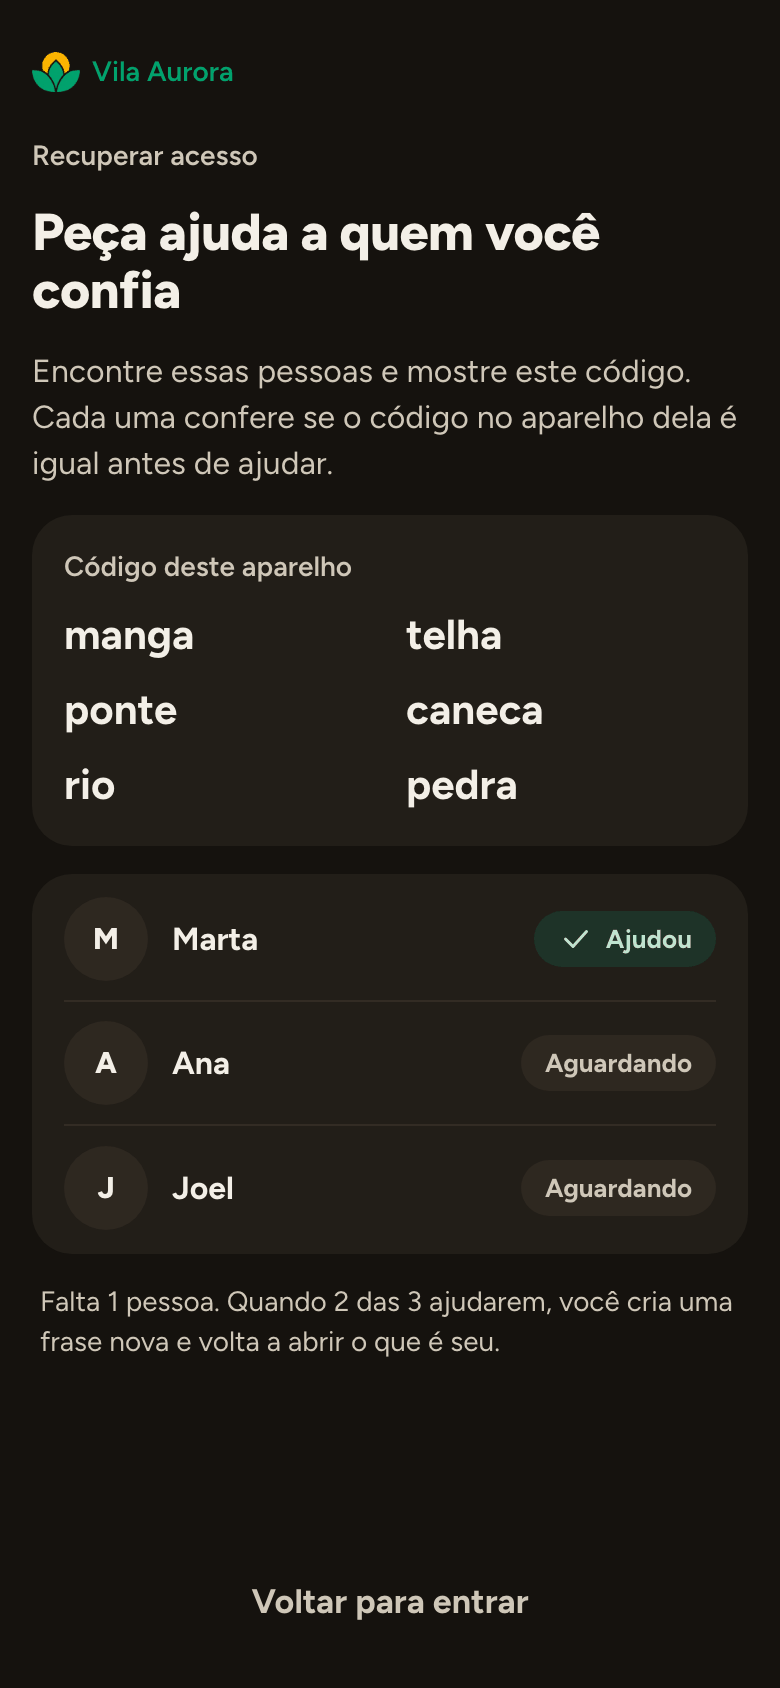 Vila Aurora
Recuperar acesso
Peça ajuda a quem você
confia
Encontre essas pessoas e mostre este código.
Cada uma confere se o código no aparelho dela é
igual antes de ajudar.
Código deste aparelho
manga telha
ponte caneca
rio pedra
M Marta Ajudou
A Ana Aguardando
J Joel Aguardando
Falta 1 pessoa. Quando 2 das 3 ajudarem, você cria uma
frase nova e volta a abrir o que é seu.
Voltar para entrar